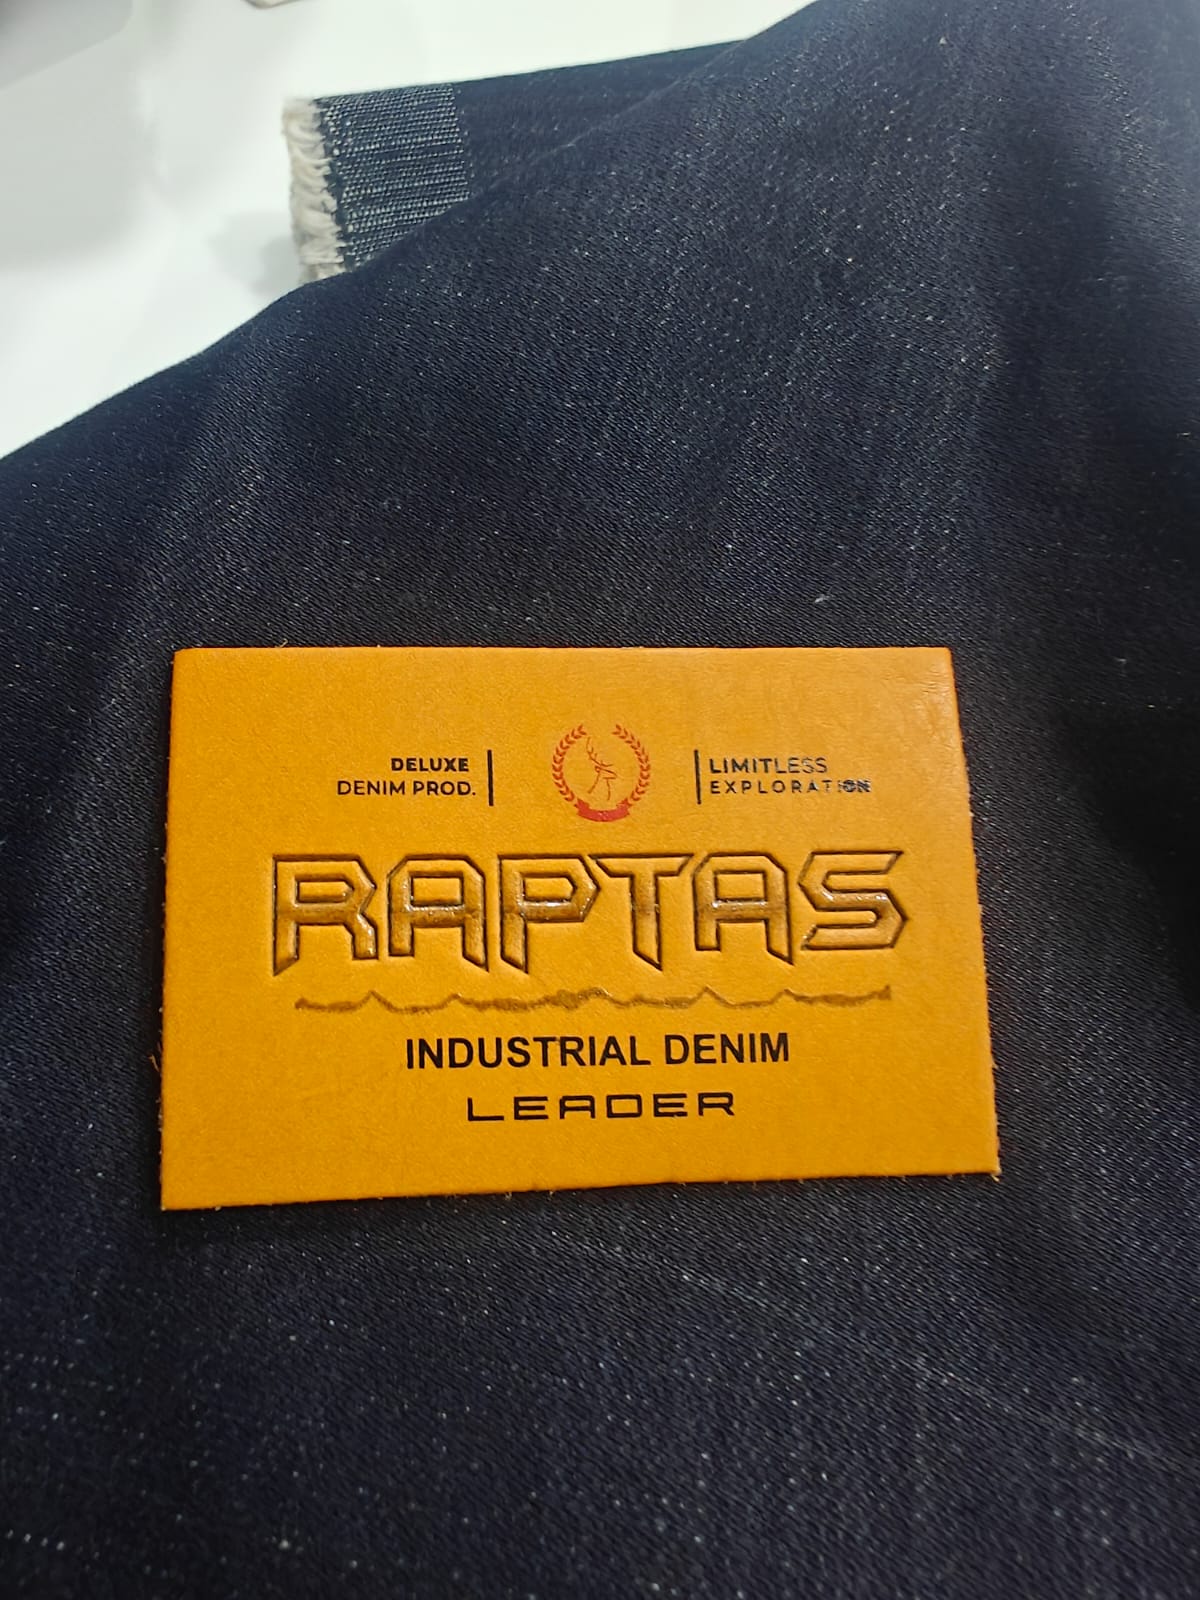 DELUXE
DENIM PROD.
LIMITLESS
EXPLORATION
RAPTAS
INDUSTRIAL DENIM
LEADER